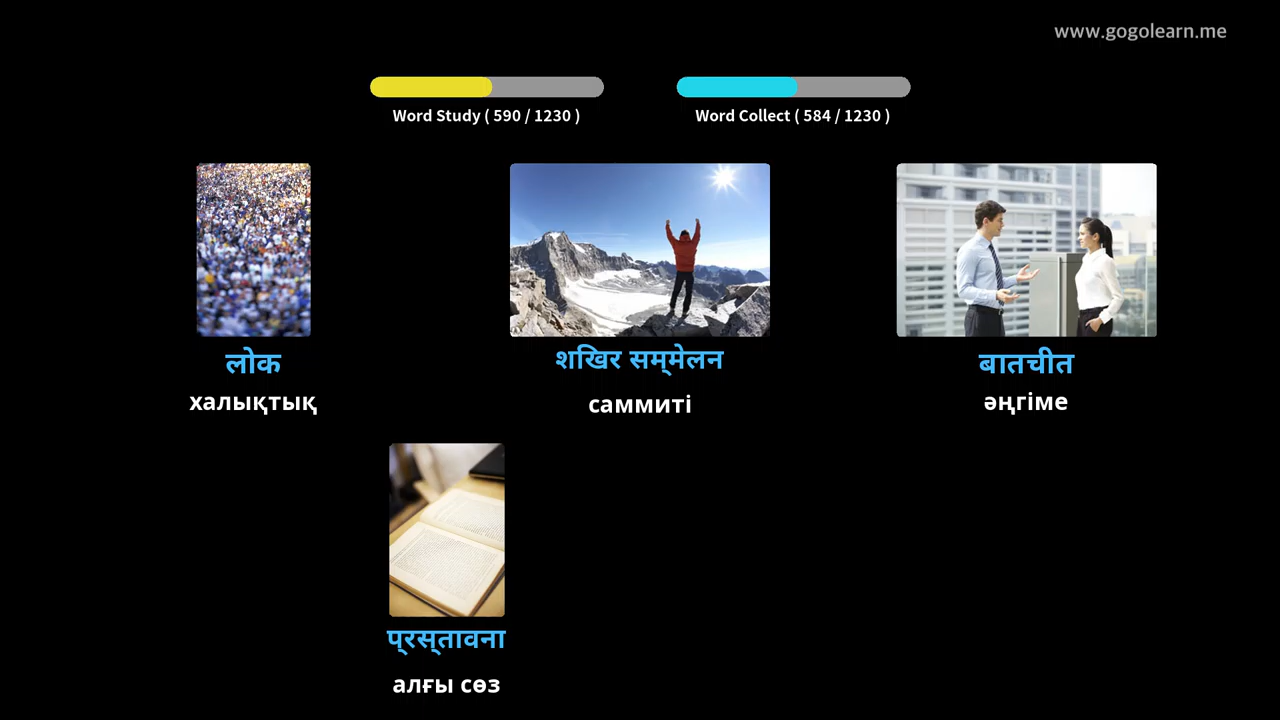 www.gogolearn.me
Word Study ( 590 / 1230 )
Word Collect ( 584 / 1230 )
लोक
халықтық
शखिर सम्मेलन
саммиті
बातचीत
әңгіме
प्रस्तावना
алғы сөз